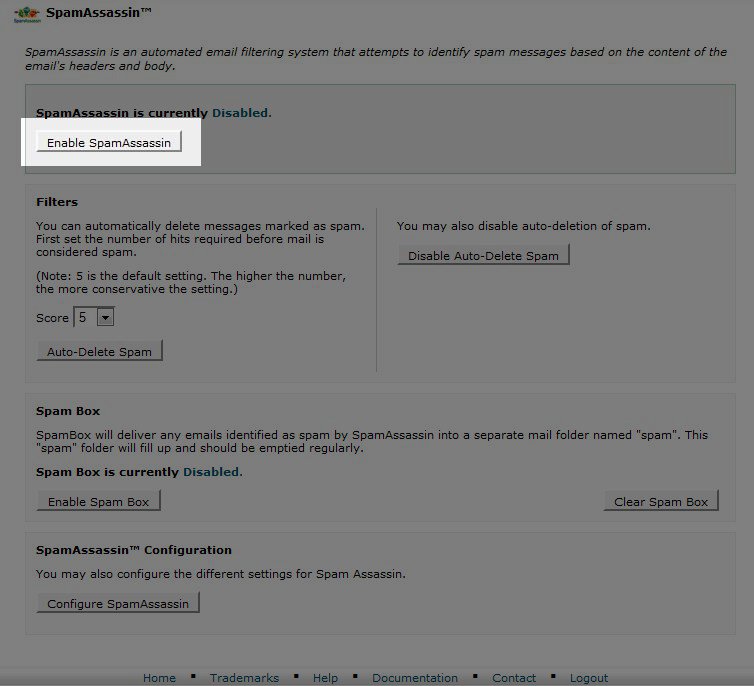 SpamAssassin™
SpamAssassin is an automated email filtering system that attempts to identify spam messages based on the content of the
email's headers and body.
SpamAssassin is currently Disabled.
Enable SpamAssassin
Filters
You can automatically delete messages marked as spam.
First set the number of hits required before mail is
considered spam.
(Note: 5 is the default setting. The higher the number,
the more conservative the setting.)
Score 5
Auto-Delete Spam
You may also disable auto-deletion of spam.
Disable Auto-Delete Spam
Spam Box
SpamBox will deliver any emails identified as spam by SpamAssassin into a separate mail folder named "spam". This
"spam" folder will fill up and should be emptied regularly.
Spam Box is currently Disabled.
Enable Spam Box
Clear Spam Box
SpamAssassin™ Configuration
You may also configure the different settings for Spam Assassin.
Configure SpamAssassin
Home ▪ Trademarks ▪ Help ▪ Documentation ▪ Contact ▪ Logout